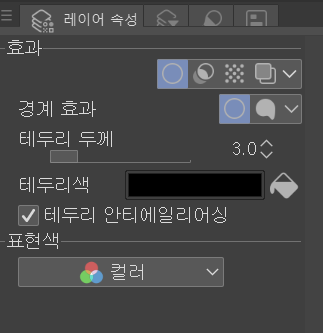 레이어 속성
효과
경계 효과
테두리 두께
3.0
테두리색
테두리 안티에일리어싱
표현색
컬러